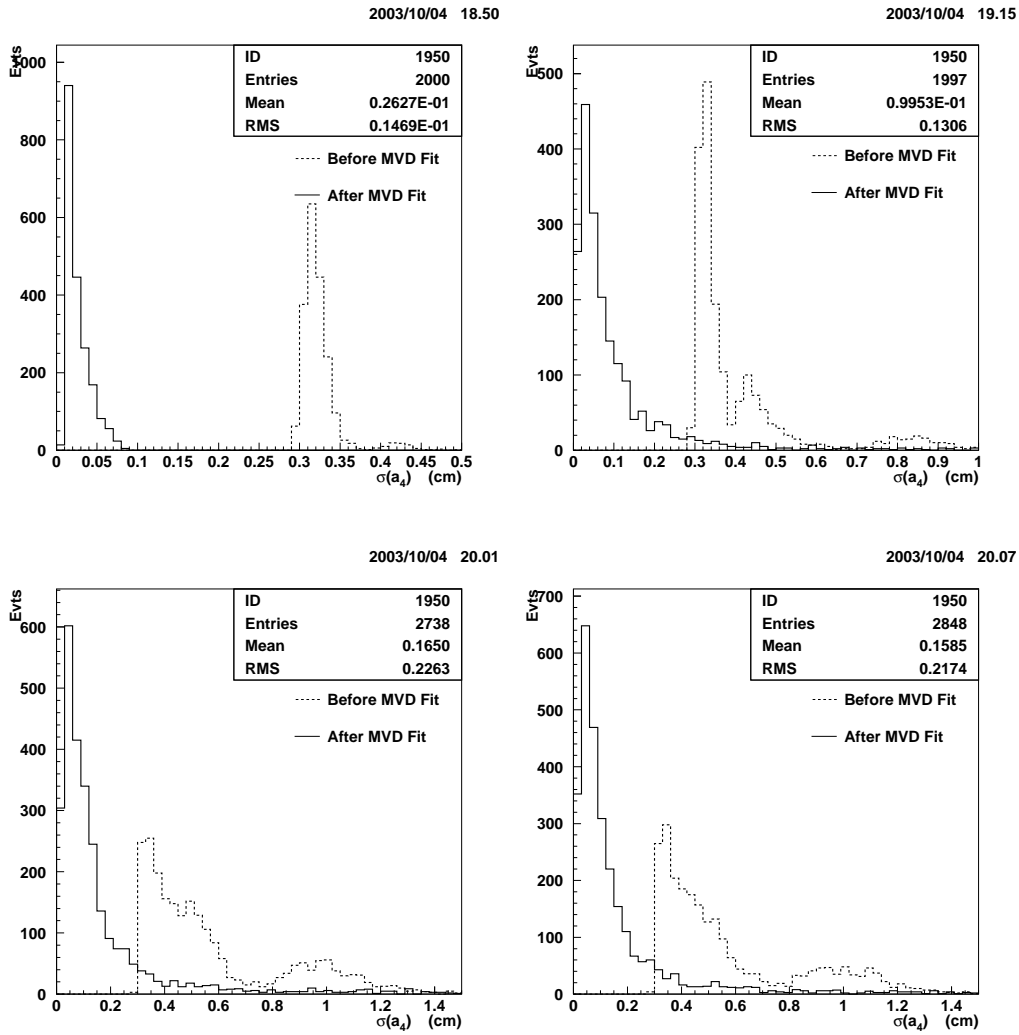 2003/10/04 18.50
Evts
ID 1950
Entries 2000
Mean 0.2627E-01
RMS 0.1469E-01
Before MVD Fit
After MVD Fit
1000
800
600
400
200
0
0 0.05 0.1 0.15 0.2 0.25 0.3 0.35 0.4 0.45 0.5
σ(a4) (cm)
2003/10/04 19.15
Evts
ID 1950
Entries 1997
Mean 0.9953E-01
RMS 0.1306
Before MVD Fit
After MVD Fit
500
400
300
200
100
0
0 0.1 0.2 0.3 0.4 0.5 0.6 0.7 0.8 0.9 1
σ(a4) (cm)
2003/10/04 20.01
Evts
ID 1950
Entries 2738
Mean 0.1650
RMS 0.2263
Before MVD Fit
After MVD Fit
600
500
400
300
200
100
0
0 0.2 0.4 0.6 0.8 1 1.2 1.4
σ(a4) (cm)
2003/10/04 20.07
Evts
ID 1950
Entries 2848
Mean 0.1585
RMS 0.2174
Before MVD Fit
After MVD Fit
700
600
500
400
300
200
100
0
0 0.2 0.4 0.6 0.8 1 1.2 1.4
σ(a4) (cm)